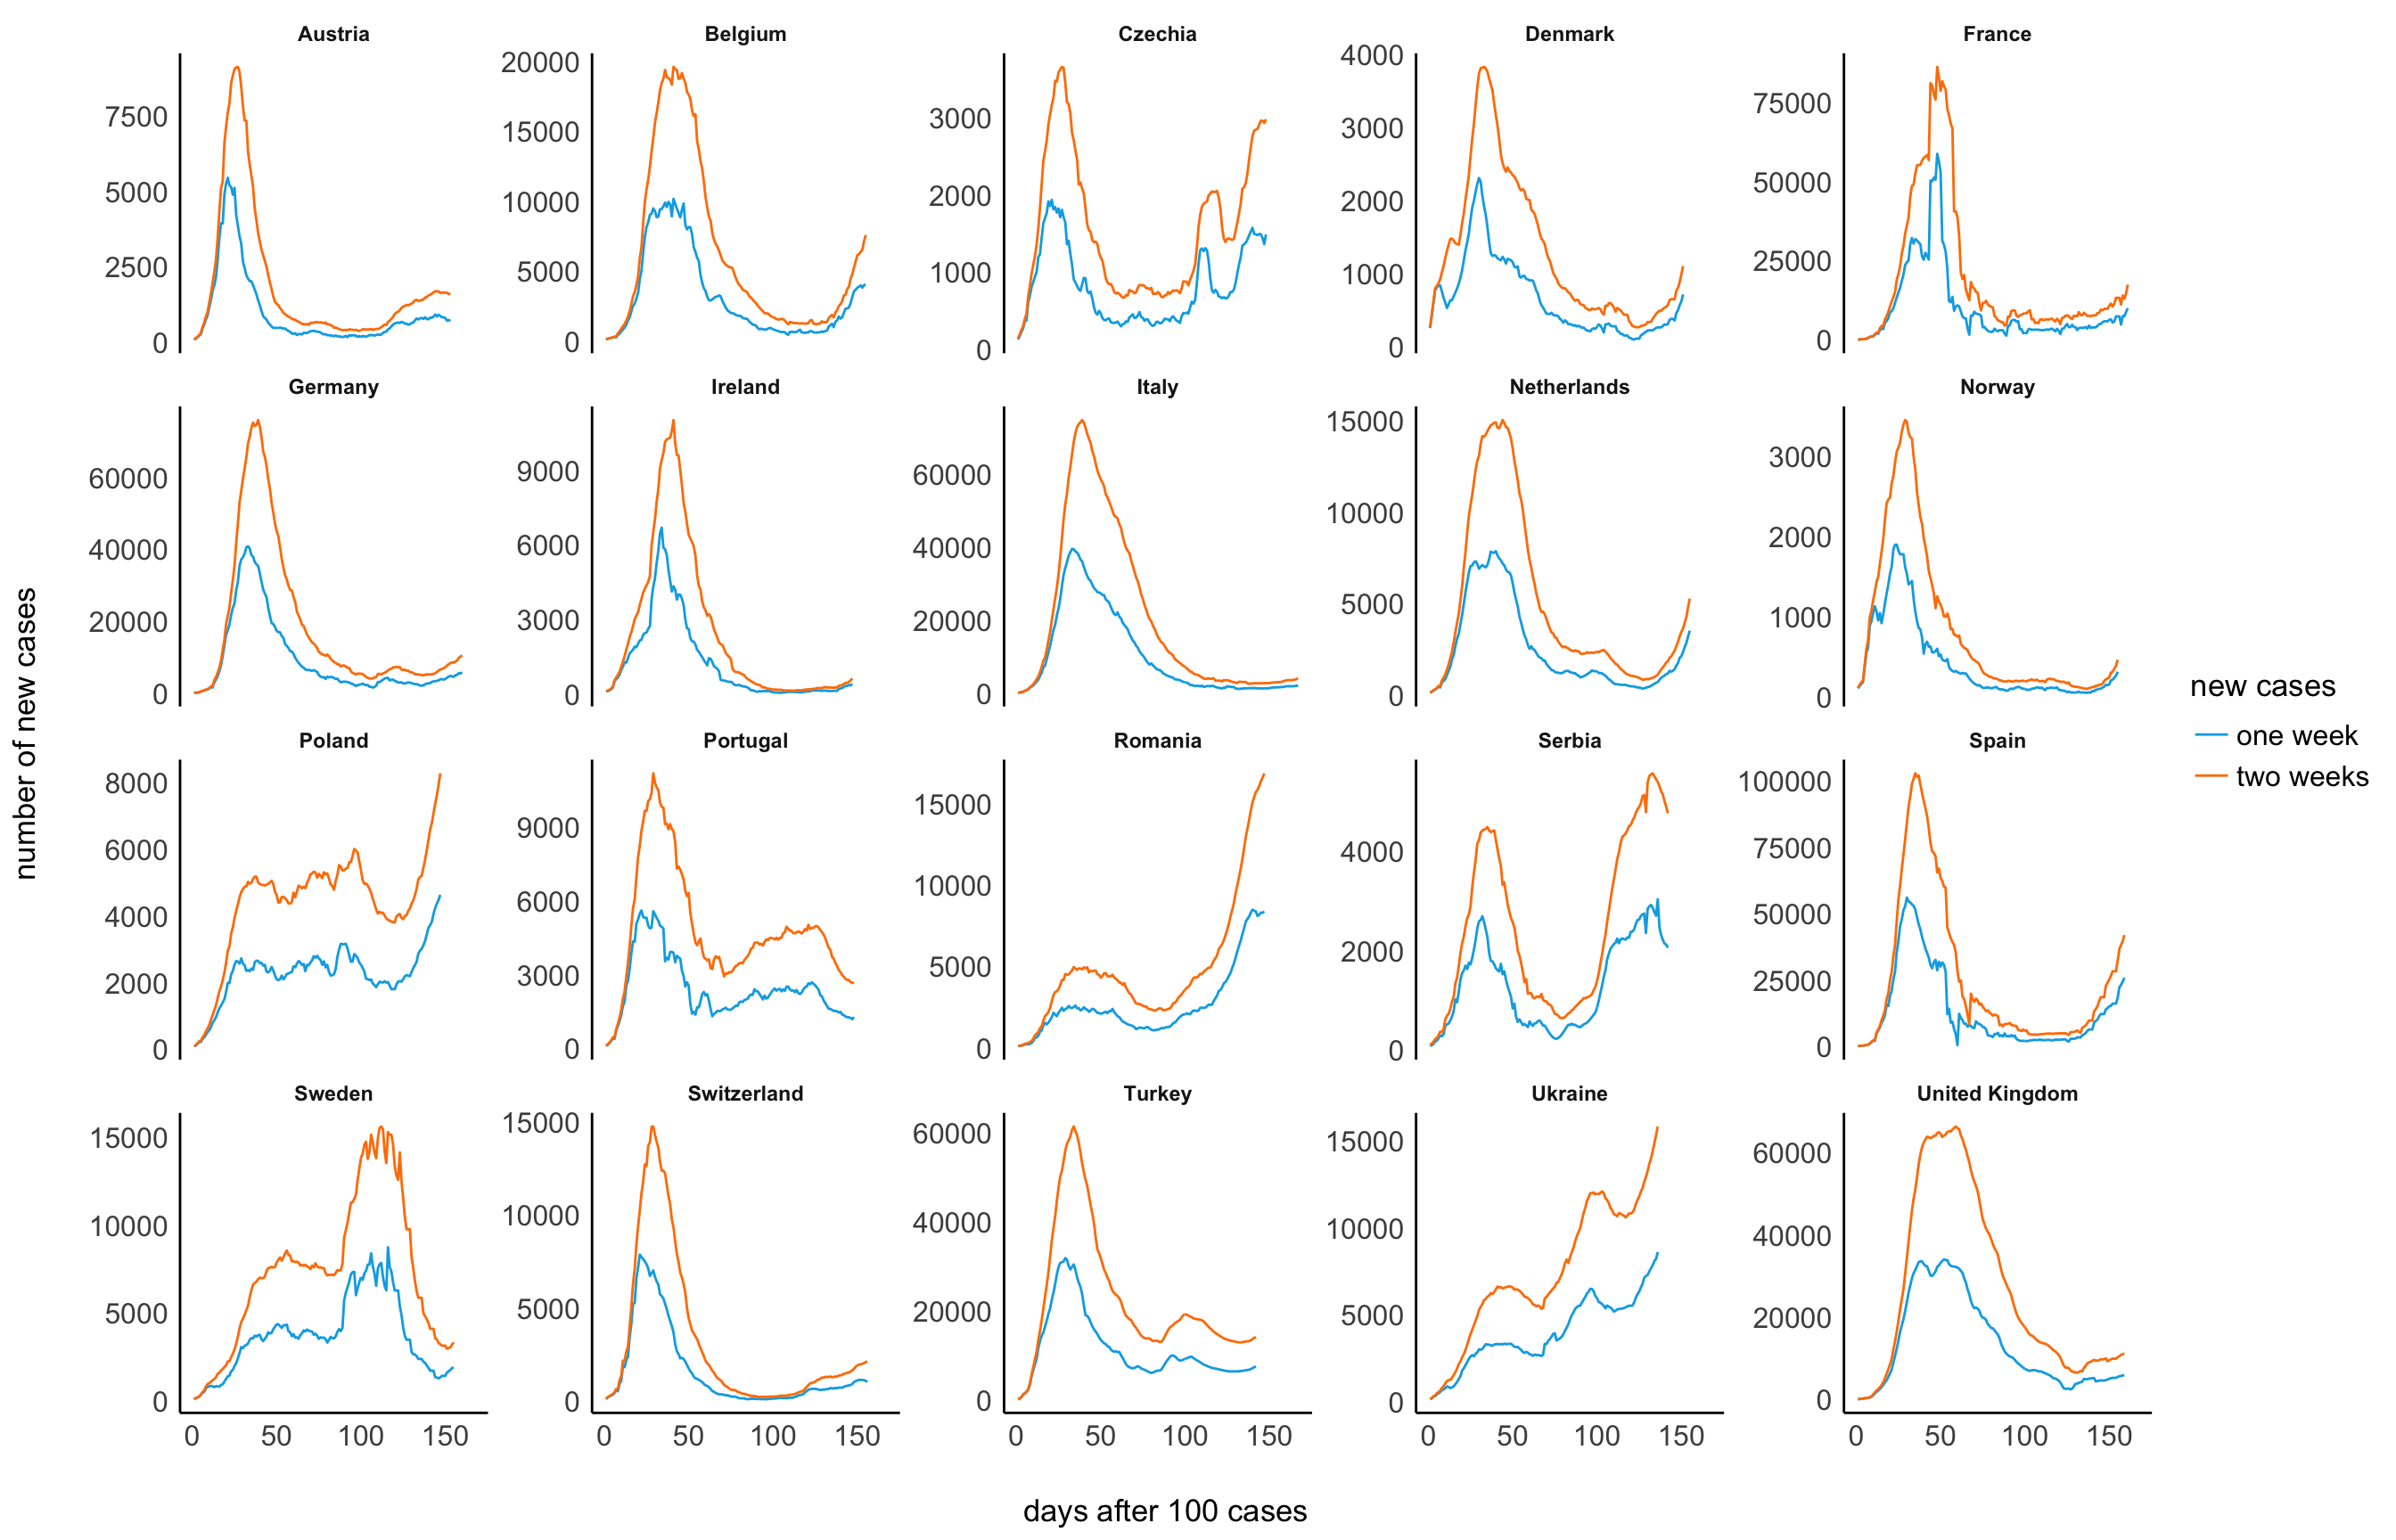 Austria
Belgium
Czechia
Denmark
France
7500
5000
2500
0
20000
15000
10000
5000
0
3000
2000
1000
0
4000
3000
2000
1000
0
75000
50000
25000
0
Germany
Ireland
Italy
Netherlands
Norway
60000
40000
20000
0
9000
6000
3000
0
60000
40000
20000
0
15000
10000
5000
0
3000
2000
1000
0
Poland
Portugal
Romania
Serbia
Spain
8000
6000
4000
2000
0
9000
6000
3000
0
15000
10000
5000
0
4000
2000
0
100000
75000
50000
25000
0
Sweden
Switzerland
Turkey
Ukraine
United Kingdom
15000
10000
5000
0
15000
10000
5000
0
60000
40000
20000
0
15000
10000
5000
0
60000
40000
20000
0
0 50 100 150
0 50 100 150
0 50 100 150
0 50 100 150
0 50 100 150
days after 100 cases
number of new cases
new cases
one week
two weeks